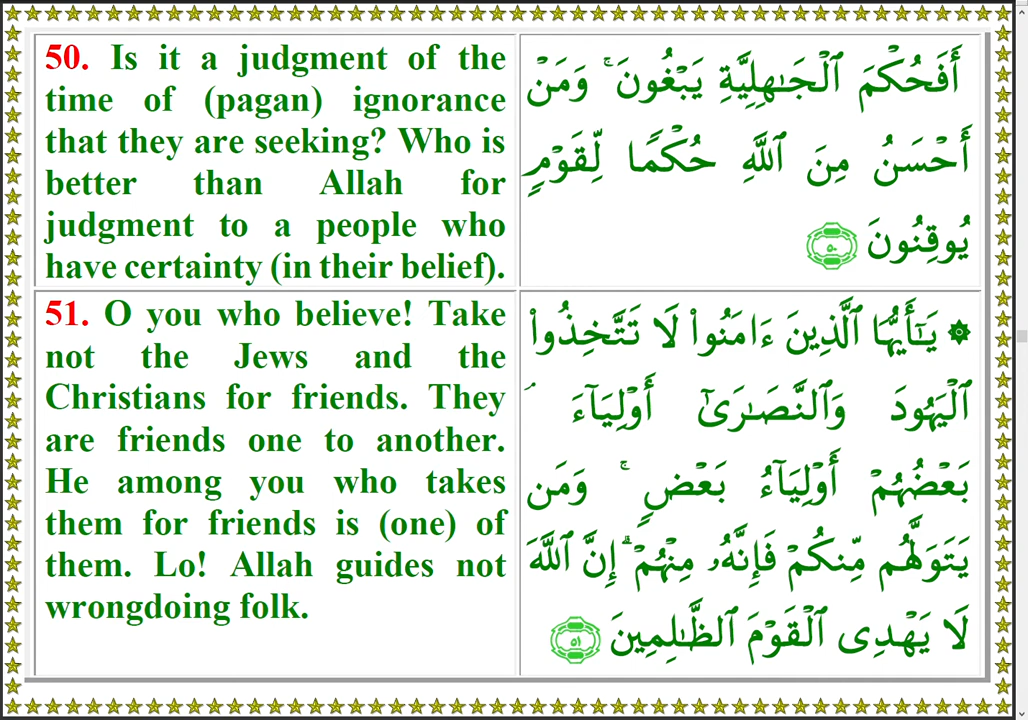 50. Is it a judgment of the
time of (pagan) ignorance
that they are seeking? Who is
better than Allah for
judgment to a people who
have certainty (in their belief).
أَفَحُكْمَ ٱلْجَـٰهِلِيَّةِ يَبْغُونَ ۚ وَمَنْ
أَحْسَنُ مِنَ ٱللَّهِ حُكْمًا لِّقَوْمٍ
يُوقِنُونَ ٥٠
51. O you who believe! Take
not the Jews and the
Christians for friends. They
are friends one to another.
He among you who takes
them for friends is (one) of
them. Lo! Allah guides not
wrongdoing folk.
۞ يَـٰٓأَيُّهَا ٱلَّذِينَ ءَامَنُوا۟ لَا تَتَّخِذُوا۟
ٱلْيَهُودَ وَٱلنَّصَـٰرَىٰٓ أَوْلِيَآءَ ۘ
بَعْضُهُمْ أَوْلِيَآءُ بَعْضٍ ۚ وَمَن
يَتَوَلَّهُم مِّنكُمْ فَإِنَّهُۥ مِنْهُمْ ۗ إِنَّ ٱللَّهَ
لَا يَهْدِى ٱلْقَوْمَ ٱلظَّـٰلِمِينَ ٥١